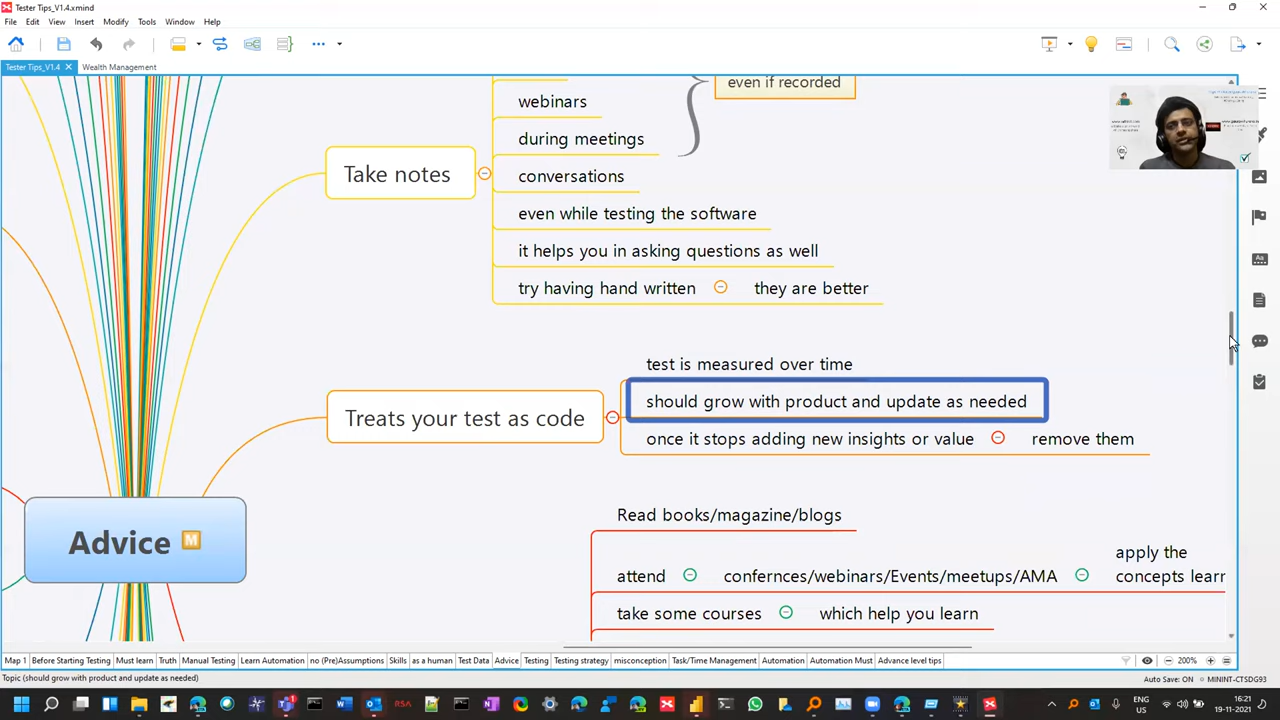 Tester Tips_V1.4.xmind
File Edit View Insert Modify Tools Window Help
Tester Tips_V1.4 Wealth Management
even if recorded
webinars
during meetings
Take notes
conversations
even while testing the software
it helps you in asking questions as well
try having hand written
they are better
test is measured over time
Treats your test as code
should grow with product and update as needed
once it stops adding new insights or value
remove them
Advice M
Read books/magazine/blogs
apply the
attend
confernces/webinars/Events/meetups/AMA
concepts learr
take some courses
which help you learn
Map 1 Before Starting Testing Must learn Truth Manual Testing Learn Automation no (Pre)Assumptions Skills as a human Test Data Advice Testing Testing strategy misconception Task/Time Management Automation Automation Must Advance level tips
200%
Topic (should grow with product and update as needed)
Auto Save: ON MININT-CTSDG93
RSA
ENG
US
16:21
19-11-2021